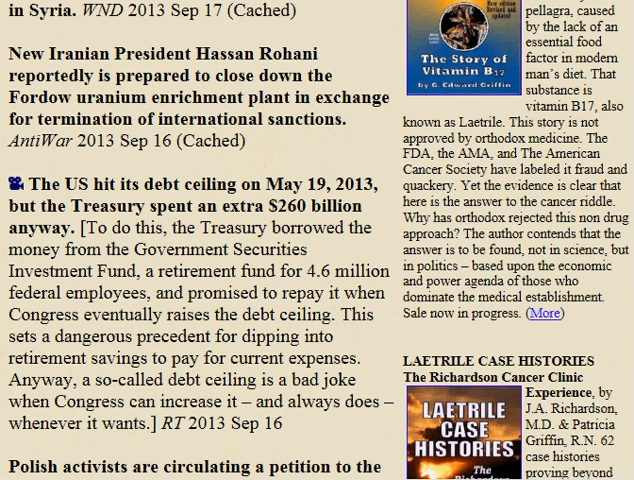 in Syria. WND 2013 Sep 17 (Cached)
New Iranian President Hassan Rohani
reportedly is prepared to close down the
Fordow uranium enrichment plant in exchange
for termination of international sanctions.
AntiWar 2013 Sep 16 (Cached)
The US hit its debt ceiling on May 19, 2013,
but the Treasury spent an extra $260 billion
anyway. [To do this, the Treasury borrowed the
money from the Government Securities
Investment Fund, a retirement fund for 4.6 million
federal employees, and promised to repay it when
Congress eventually raises the debt ceiling. This
sets a dangerous precedent for dipping into
retirement savings to pay for current expenses.
Anyway, a so-called debt ceiling is a bad joke
when Congress can increase it – and always does –
whenever it wants.] RT 2013 Sep 16
Polish activists are circulating a petition to the
The Story of
Vitamin B17
by G. Edward Griffin
pellagra, caused
by the lack of an
essential food
factor in modern
man's diet. That
substance is
vitamin B17, also
known as Laetrile. This story is not
approved by orthodox medicine. The
FDA, the AMA, and The American
Cancer Society have labeled it fraud and
quackery. Yet the evidence is clear that
here is the answer to the cancer riddle.
Why has orthodox rejected this non drug
approach? The author contends that the
answer is to be found, not in science, but
in politics – based upon the economic
and power agenda of those who
dominate the medical establishment.
Sale now in progress. (More)
LAETRILE CASE HISTORIES
The Richardson Cancer Clinic
Experience, by
J.A. Richardson,
M.D. & Patricia
Griffin, R.N. 62
case histories
proving beyond
LAETRILE
CASE
HISTORIES
The